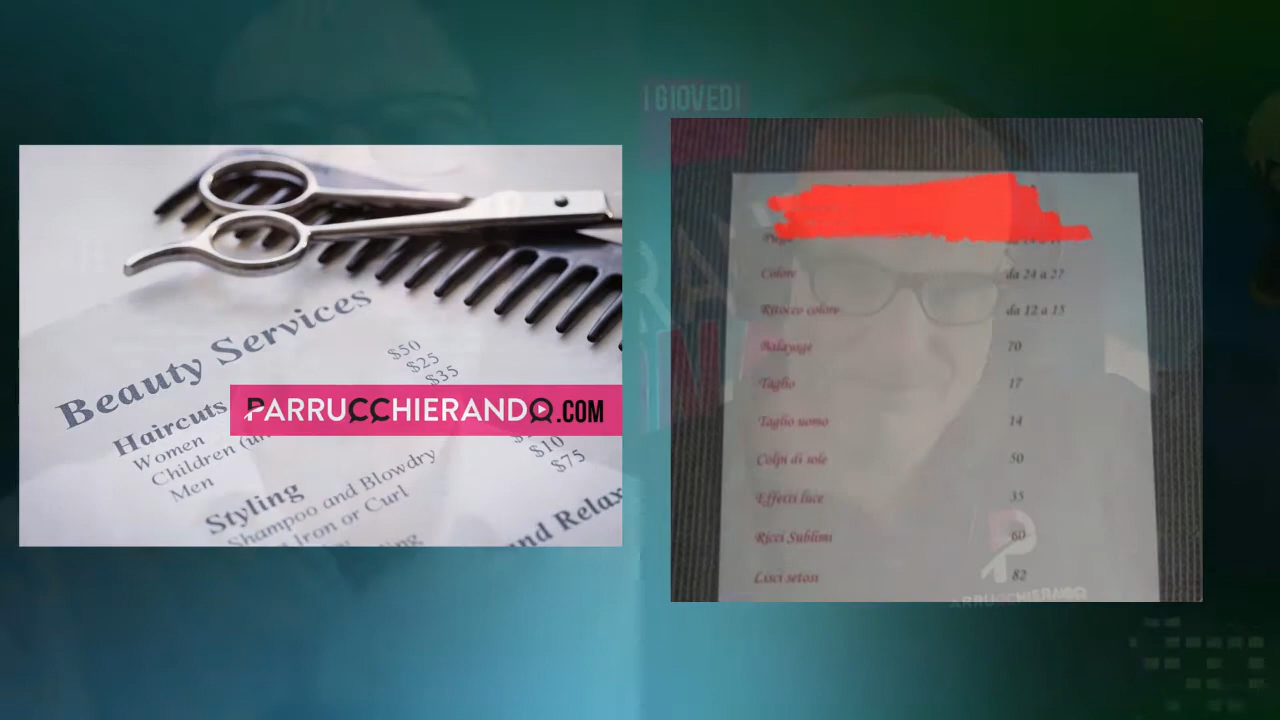 I GIOVEDI
Beauty Services
$50
$25
$35
Haircuts
Women
Children
Men
PARRUCCHIERANDO.COM
$10
$75
Styling
Shampoo and Blowdry
Iron or Curl
and Relax
Colore da 24 a 27
Ritocco colore da 12 a 15
Balayage 70
Taglio 17
Taglio uomo 14
Colpi di sole 50
Effetti luce 35
Ricci Sublimi 60
Lisci setosi 82
PARRUCCHIERANDO